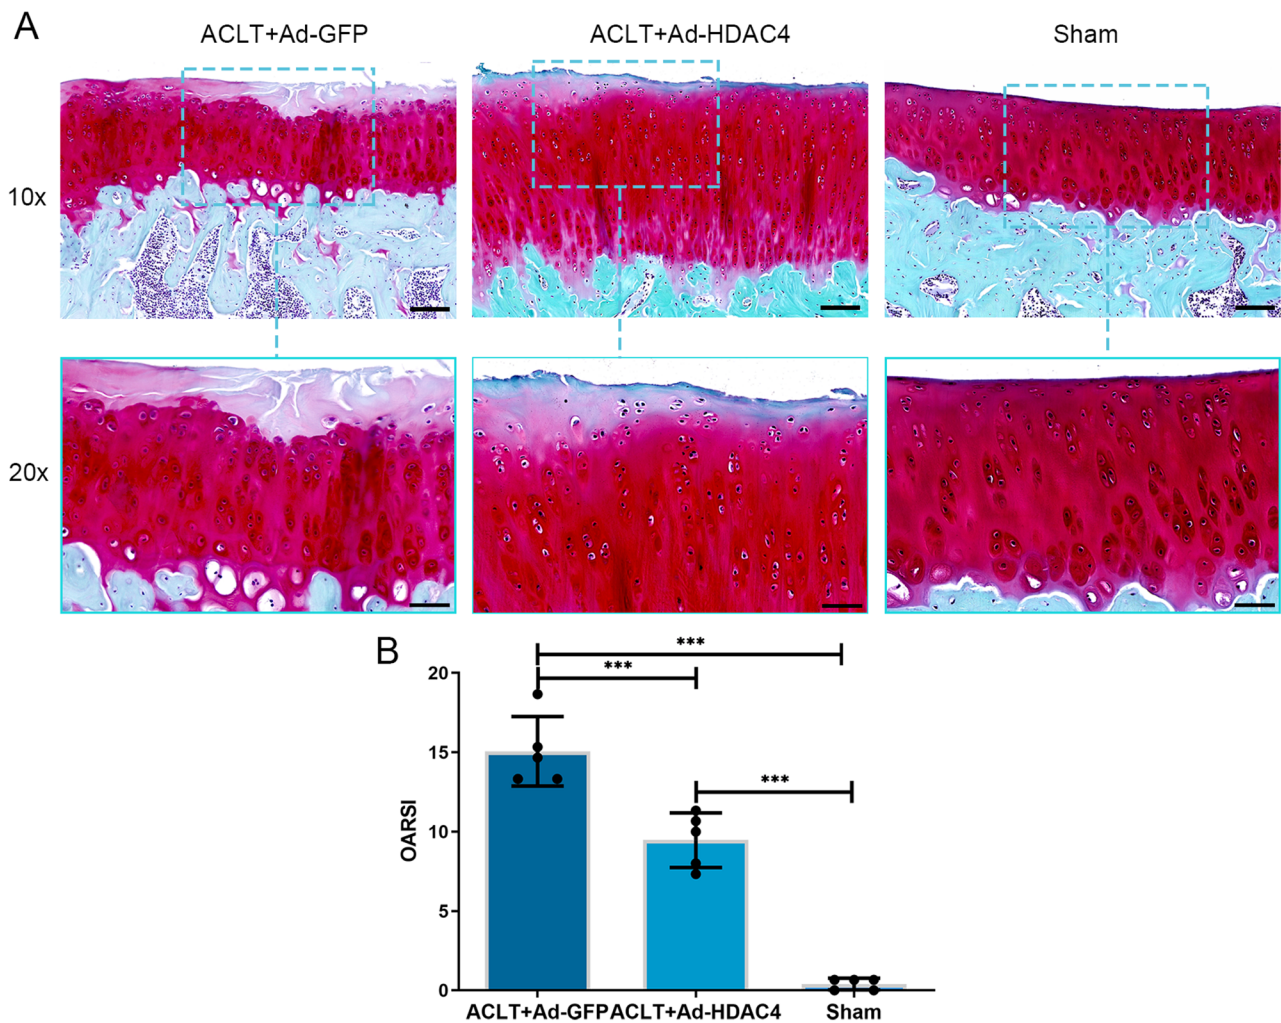 A
ACLT+Ad-GFP ACLT+Ad-HDAC4 Sham
10x
20x
B
***
***
***
20
15
10
5
0
OARSI
ACLT+Ad-GFP ACLT+Ad-HDAC4 Sham